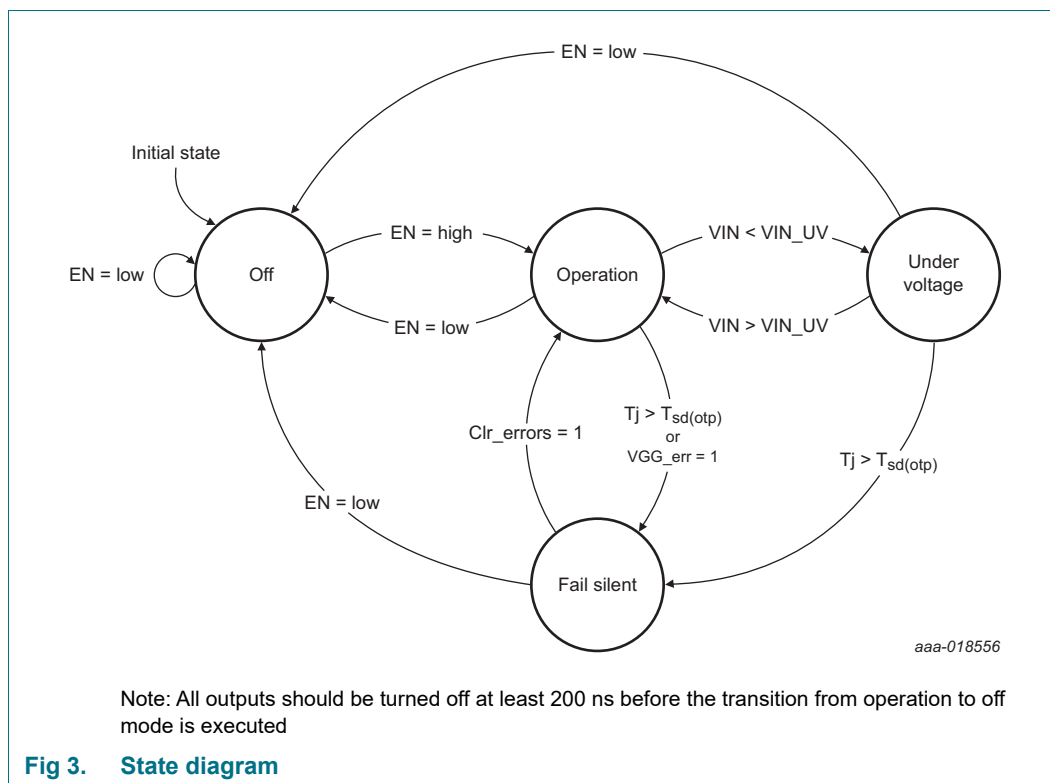 EN = low
Initial state
EN = high
VIN < VIN_UV
EN = low
Off
Operation
Under
voltage
EN = low
VIN > VIN_UV
Clr_errors = 1
Tj > Tsd(otp)
or
VGG_err = 1
Tj > Tsd(otp)
EN = low
Fail silent
aaa-018556
Note: All outputs should be turned off at least 200 ns before the transition from operation to off
mode is executed
Fig 3. State diagram